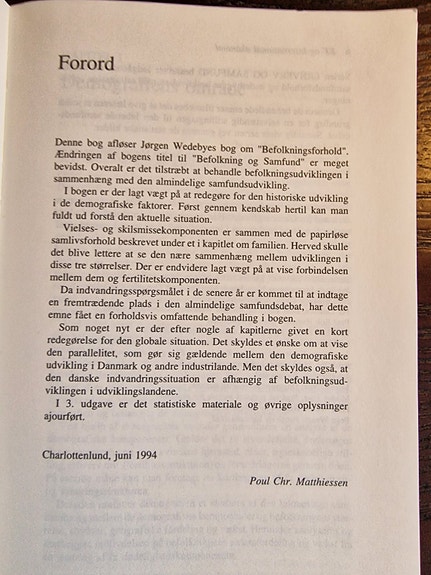 Forord
Denne bog afløser Jørgen Wedebyes bog om "Befolkningsforhold".
Ændringen af bogens titel til "Befolkning og Samfund" er meget
bevidst. Overalt er det tilstræbt at behandle befolkningsudviklingen i
sammenhæng med den almindelige samfundsudvikling.
I bogen er der lagt vægt på at redegøre for den historiske udvikling
i de demografiske faktorer. Først gennem kendskab hertil kan man
fuldt ud forstå den aktuelle situation.
Vielses- og skilsmissekomponenten er sammen med de papirløse
samlivsforhold beskrevet under et i kapitlet om familien. Herved skulle
det blive lettere at se den nære sammenhæng mellem udviklingen i
disse tre størrelser. Der er endvidere lagt vægt på at vise forbindelsen
mellem dem og fertilitetskomponenten.
Da indvandringsspørgsmålet i de senere år er kommet til at indtage
en fremtrædende plads i den almindelige samfundsdebat, har dette
emne fået en forholdsvis omfattende behandling i bogen.
Som noget nyt er der efter nogle af kapitlerne givet en kort
redegørelse for den globale situation. Det skyldes et ønske om at vise
den parallelitet, som gør sig gældende mellem den demografiske
udvikling i Danmark og andre industrilande. Men det skyldes også, at
den danske indvandringssituation er afhængig af befolkningsud-
viklingen i udviklingslandene.
I 3. udgave er det statistiske materiale og øvrige oplysninger
ajourført.
Charlottenlund, juni 1994
Poul Chr. Matthiessen